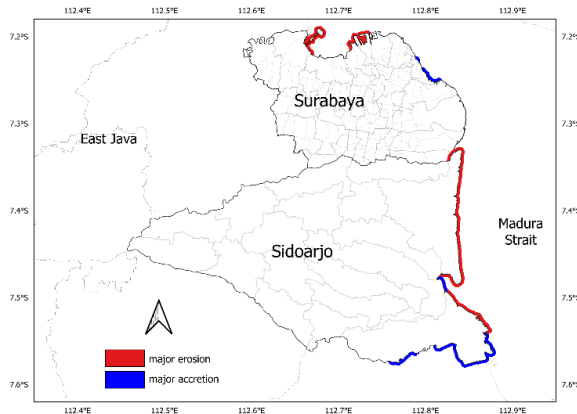 112.4°E 112.5°E 112.6°E 112.7°E 112.8°E 112.9°E
7.2°S 7.2°S
Surabaya
7.3°S 7.3°S
East Java
7.4°S 7.4°S
Madura
Strait
Sidoarjo
7.5°S 7.5°S
major erosion
major accretion
7.6°S 7.6°S
112.4°E 112.5°E 112.6°E 112.7°E 112.8°E 112.9°E